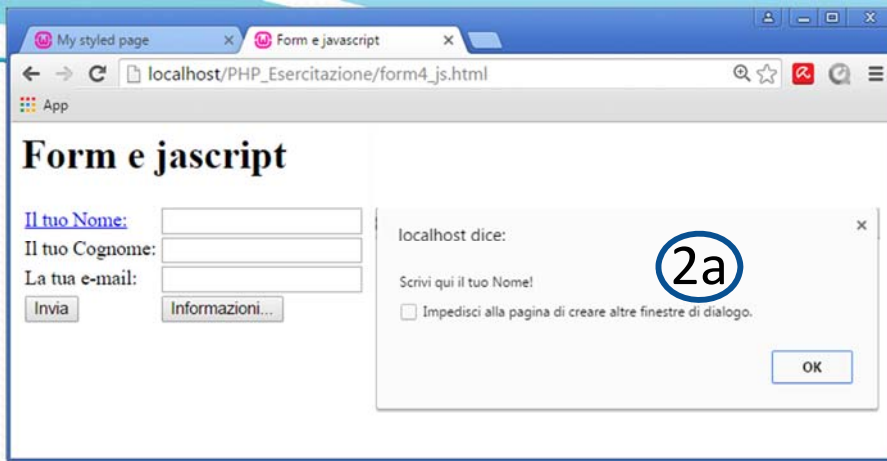 My styled page
Form e javascript
localhost/PHP_Esercitazione/form4_js.html
App
Form e jascript
Il tuo Nome:
Il tuo Cognome:
La tua e-mail:
Invia
Informazioni...
localhost dice:
2a
Scrivi qui il tuo Nome!
Impedisci alla pagina di creare altre finestre di dialogo.
OK